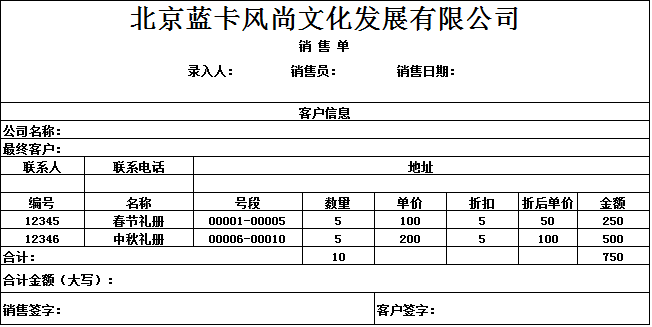 北京蓝卡风尚文化发展有限公司
销 售 单
录入人: 销售员: 销售日期:
客户信息
公司名称:
最终客户:
联系人 联系电话 地址
编号 名称 号段 数量 单价 折扣 折后单价 金额
12345 春节礼册 00001-00005 5 100 5 50 250
12346 中秋礼册 00006-00010 5 200 5 100 500
合计: 10 750
合计金额（大写）:
销售签字: 客户签字: